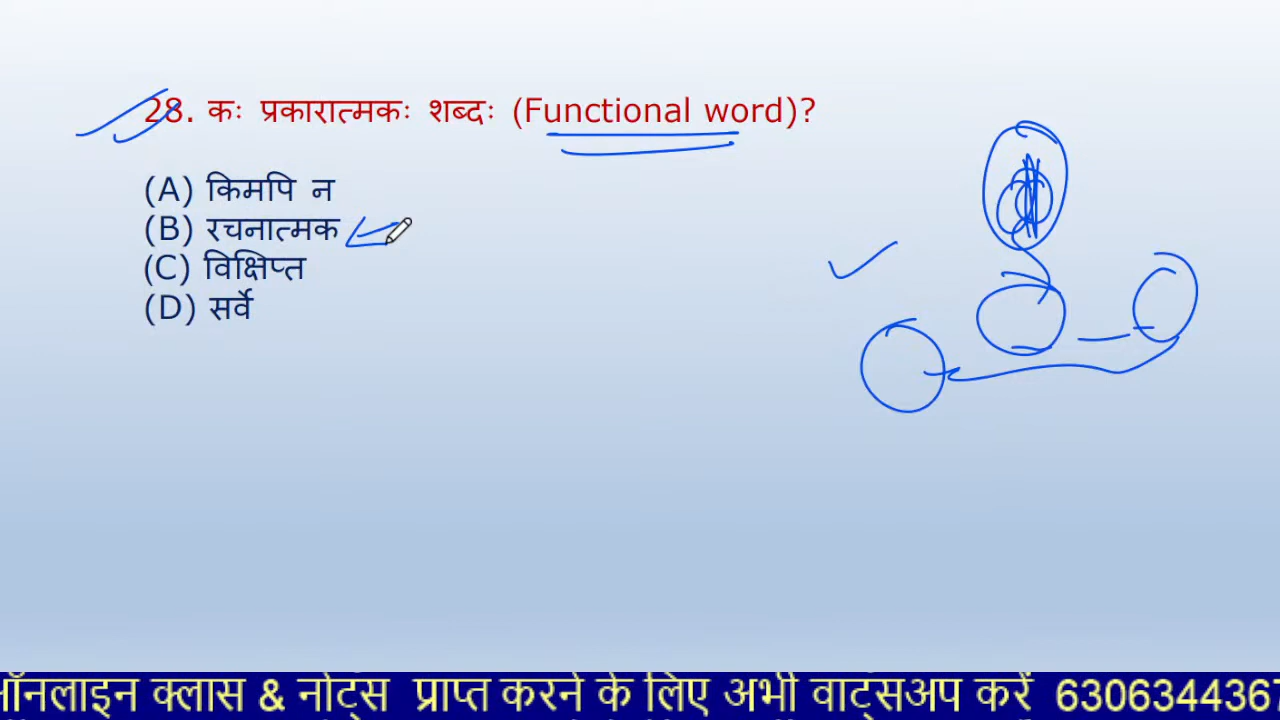 28. कः प्रकारात्मकः शब्दः (Functional word)?
(A) किमपि न
(B) रचनात्मक
(C) विक्षिप्त
(D) सर्वे
ऑनलाइन क्लास & नोट्स प्राप्त करने के लिए अभी वाट्सअप करें 630634436